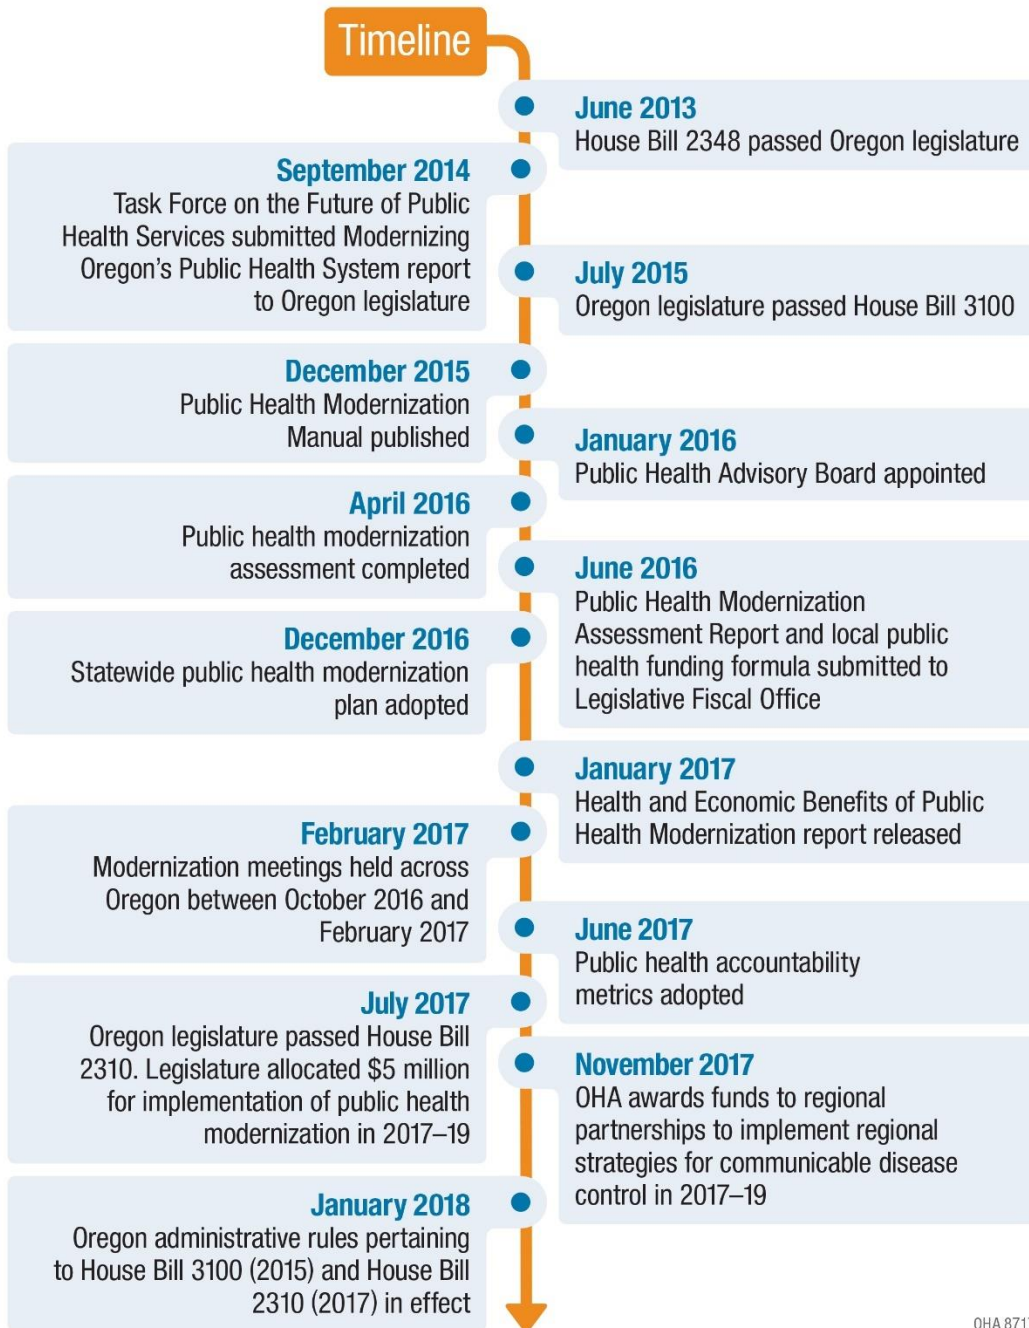 Timeline
June 2013
House Bill 2348 passed Oregon legislature
September 2014
Task Force on the Future of Public
Health Services submitted Modernizing
Oregon's Public Health System report
to Oregon legislature
July 2015
Oregon legislature passed House Bill 3100
December 2015
Public Health Modernization
Manual published
January 2016
Public Health Advisory Board appointed
April 2016
Public health modernization
assessment completed
June 2016
Public Health Modernization
Assessment Report and local public
health funding formula submitted to
Legislative Fiscal Office
December 2016
Statewide public health modernization
plan adopted
January 2017
Health and Economic Benefits of Public
Health Modernization report released
February 2017
Modernization meetings held across
Oregon between October 2016 and
February 2017
June 2017
Public health accountability
metrics adopted
July 2017
Oregon legislature passed House Bill
2310. Legislature allocated $5 million
for implementation of public health
modernization in 2017–19
November 2017
OHA awards funds to regional
partnerships to implement regional
strategies for communicable disease
control in 2017–19
January 2018
Oregon administrative rules pertaining
to House Bill 3100 (2015) and House Bill
2310 (2017) in effect
OHA